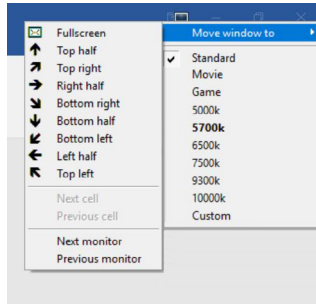 Fullscreen
Top half
Top right
Right half
Bottom right
Bottom half
Bottom left
Left half
Top left
Next cell
Previous cell
Next monitor
Previous monitor
Move window to
Standard
Movie
Game
5000k
5700k
6500k
7500k
9300k
10000k
Custom